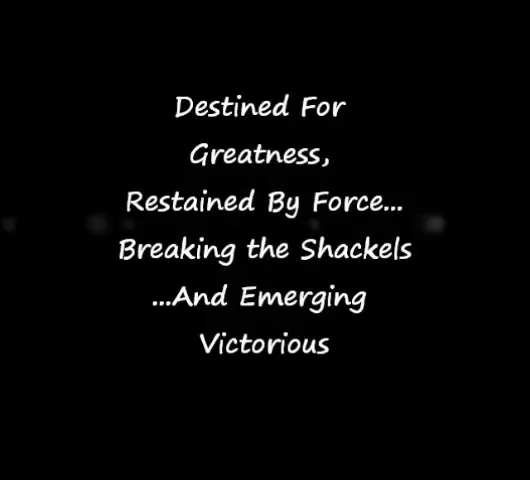 Destined For
Greatness,
Restained By Force...
Breaking the Shackels
...And Emerging
Victorious